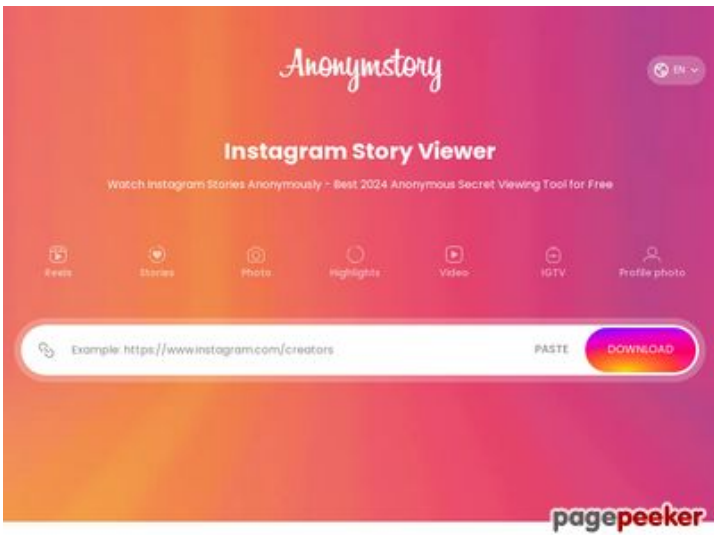 Anonymstory
EN
Instagram Story Viewer
Watch Instagram Stories Anonymously - Best 2024 Anonymous Secret Viewing Tool for Free
Reels Stories Photo Highlights Video IGTV Profile photo
Example: https://www.instagram.com/creators PASTE DOWNLOAD
pagepeeker